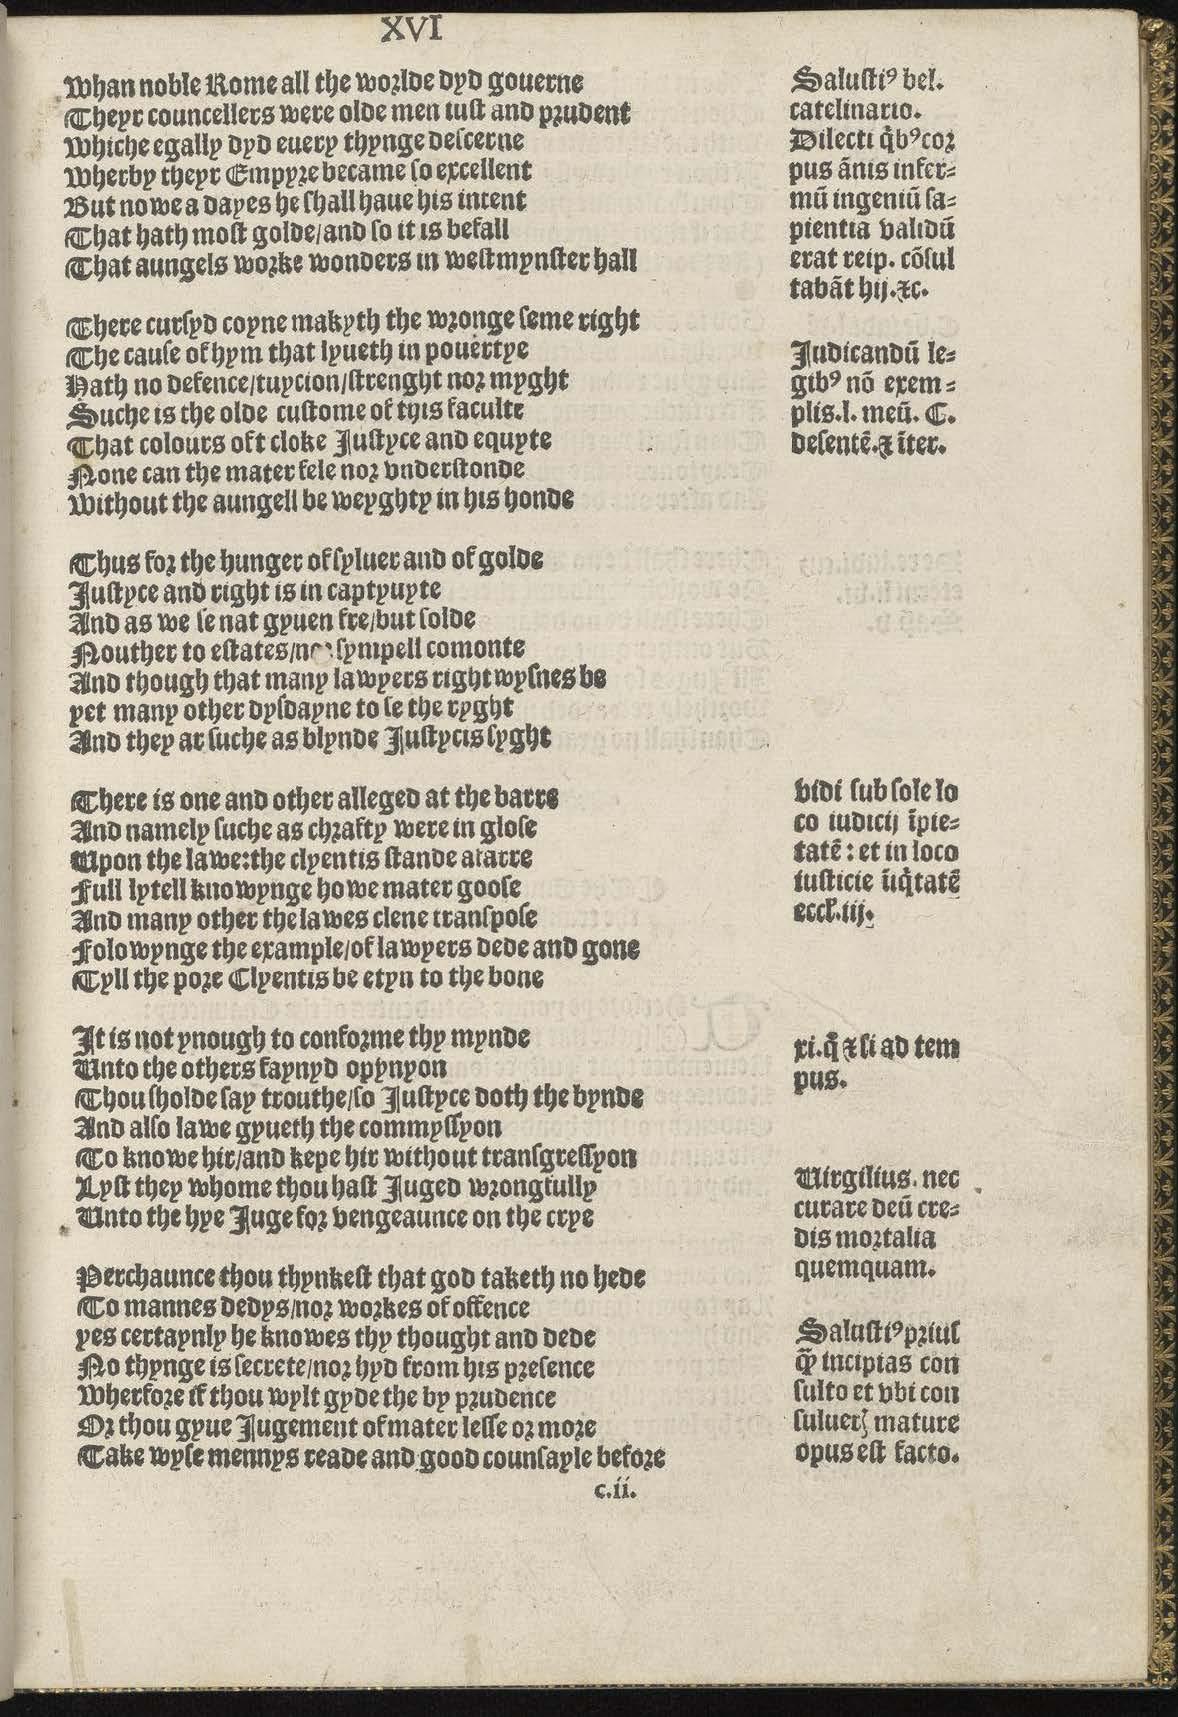 XVI
Whan noble Rome all the worlde dyd gouerne
Theyr councellers were olde men iust and prudent
Whiche egally dyd euery thynge descerne
Wherby theyr Empyre became so excellent
But nowe a dayes he shall haue his intent
That hath most golde/and so it is befall
That aungels worke wonders in westmynster hall
There cursyd coyne makyth the wronge seme right
The cause of hym that lyueth in pouertye
Hath no defence/tuycion/strenght nor myght
Suche is the olde custome of this faculte
That colours oft cloke Justyce and equyte
None can the mater fele nor vnderstonde
Without the aungell be weyghty in his honde
Thus for the hunger of syluer and of golde
Justyce and right is in captyuyte
And as we se nat gyuen fre/but solde
Nouther to estates/nor sympell comonte
And though that many lawyers rightwysnes be
yet many other dysdayne to se the ryght
And they ar suche as blynde Justycis syght
There is one and other alleged at the barre
And namely suche as chrafty were in glose
Upon the lawe:the clyentis stande afarre
Full lytell knowynge howe mater goose
And many other the lawes clene transpose
Folowynge the example/of lawyers dede and gone
Tyll the pore Clyentis be etyn to the bone
It is not ynough to conforme thy mynde
Unto the others faynyd opynyon
Thou sholde say trouthe/so Justyce doth the bynde
And also lawe gyueth the commyssyon
To knowe hir/and kepe hir without transgressyon
Lyst they whome thou hast Juged wrongfully
Unto the hye Juge for vengeaunce on the crye
Perchaunce thou thynkest that god taketh no hede
To mannes dedys/nor workes of offence
yes certaynly he knowes thy thought and dede
No thynge is secrete/nor hyd from his presence
Wherfore if thou wylt gyde the by prudence
Or thou gyue Jugement of mater lesse or more
Take wyse mennys reade and good counsayle before
c.ii.
Salustiꝰ bel.
catelinario.
Dilecti q̄bꝰ cor
pus ānis infer=
mū ingeniū sa=
pientia validū
erat reip. cōsul
tabāt hij. ⁊c.
Judicandū le=
gibꝰ nō exem=
plis.l. meū. C.
desentē.⁊ īter.
vidi sub sole lo
co iudicij īpie=
tatē: et in loco
iusticie īiq̄tatē
eccl̄.iij.
xi.q̄ ⁊ si ad tem
pus.
Uirgilius. nec
curare deū cre=
dis mortalia
quemquam.
Salustiꝰ prius
q̄ incipias con
sulto et vbi con
sulueri mature
opus est facto.